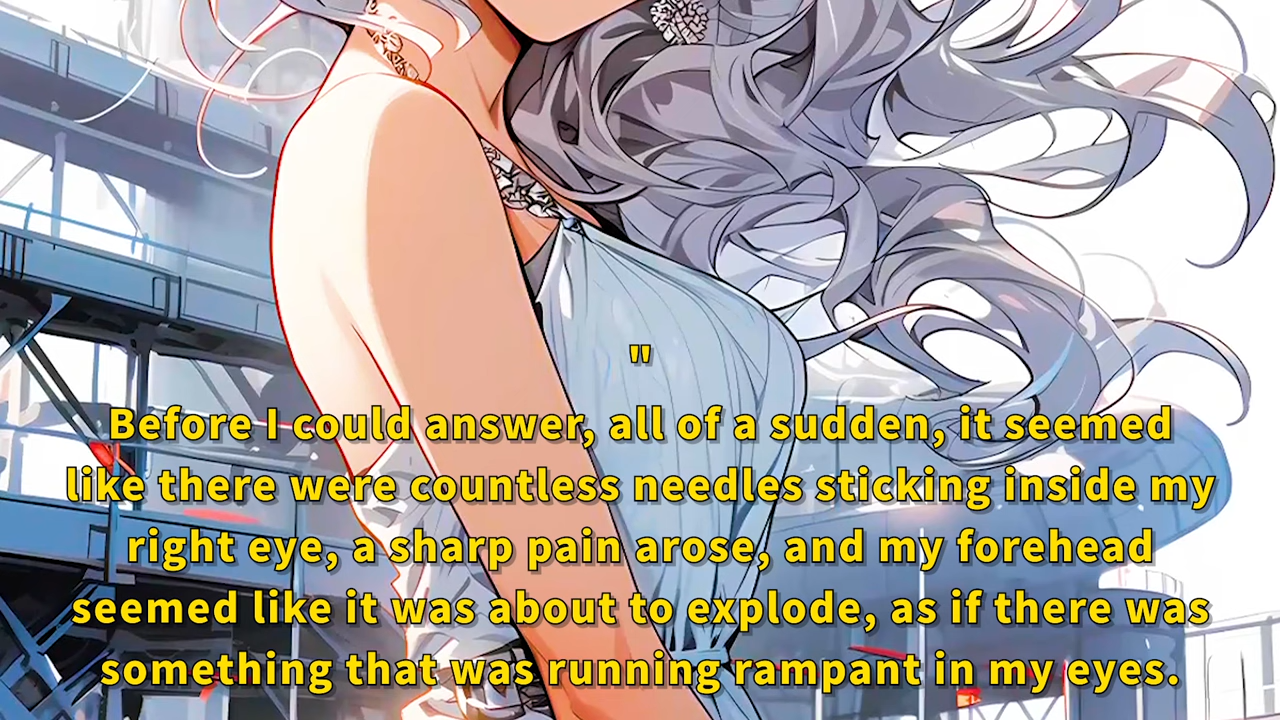 "
Before I could answer, all of a sudden, it seemed
like there were countless needles sticking inside my
right eye, a sharp pain arose, and my forehead
seemed like it was about to explode, as if there was
something that was running rampant in my eyes.